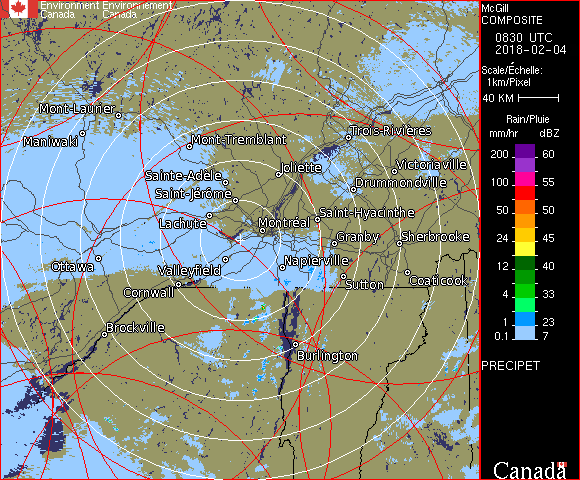 Environment Environnement
Canada Canada
McGill
COMPOSITE
0830 UTC
2018-02-04
Scale/Échelle:
1km/Pixel
40 KM
Rain/Pluie
mm/hr dBZ
200 60
100 55
50 50
24 45
12 40
4 33
1 23
0.1 7
PRECIPET
Canada
Mont-Laurier
Maniwaki
Mont-Tremblant
Trois-Rivières
Joliette
Victoriaville
Sainte-Adèle
Drummondville
Saint-Jérôme
Lachute
Saint-Hyacinthe
Montréal
Granby
Sherbrooke
Ottawa
Valleyfield
Napierville
Cornwall
Sutton
Coaticook
Brockville
Burlington